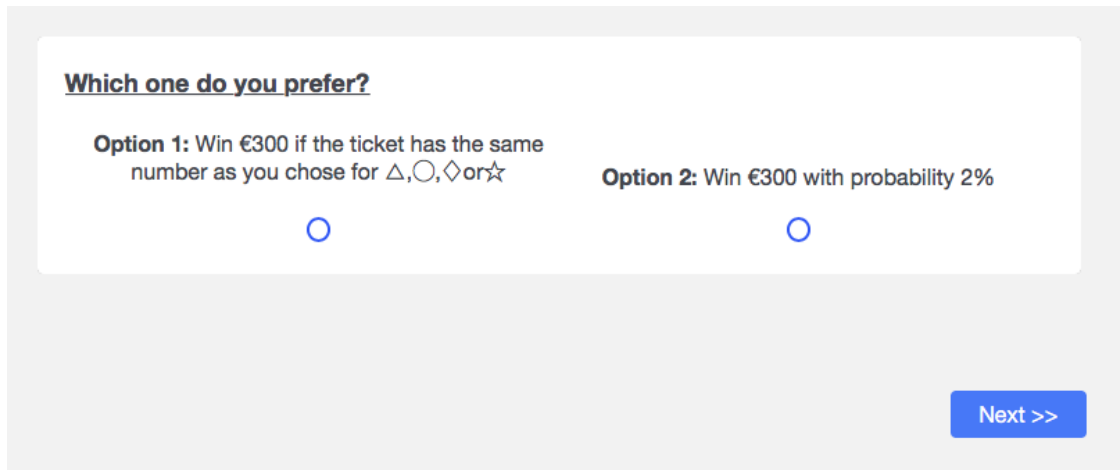 Which one do you prefer?
Option 1: Win €300 if the ticket has the same
number as you chose for △,○,◇or☆
Option 2: Win €300 with probability 2%
Next >>